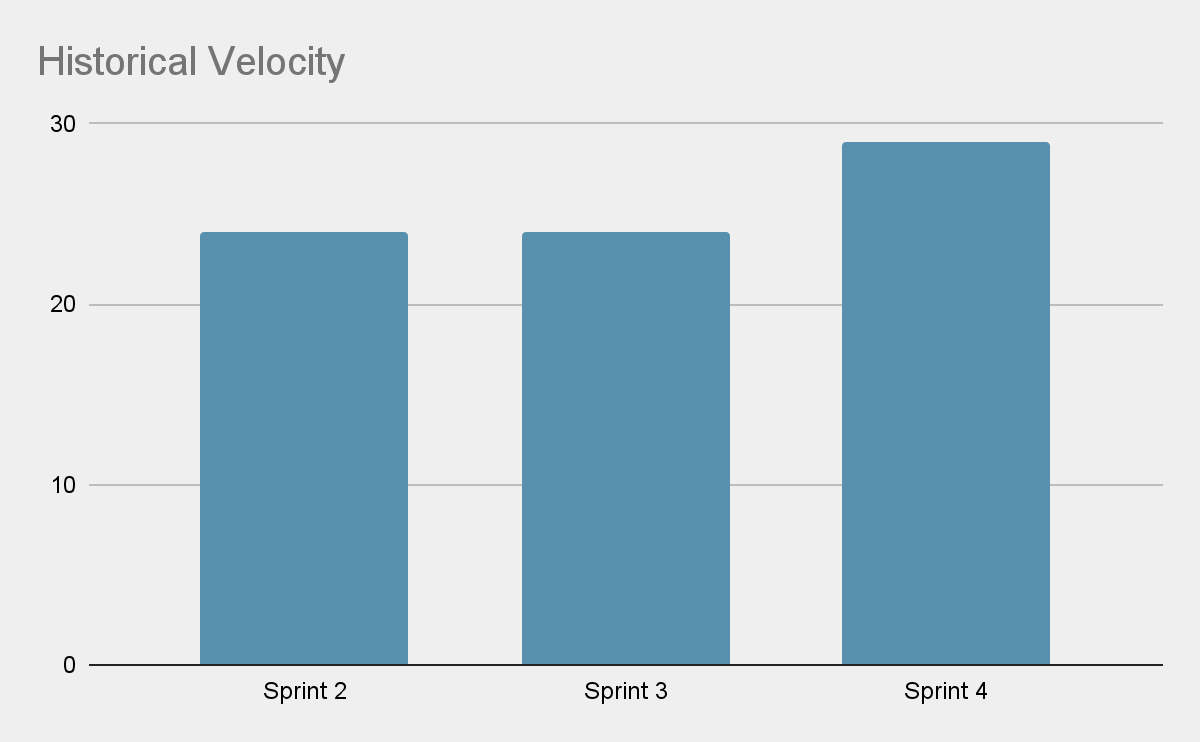 Historical Velocity
30
20
10
0
Sprint 2
Sprint 3
Sprint 4